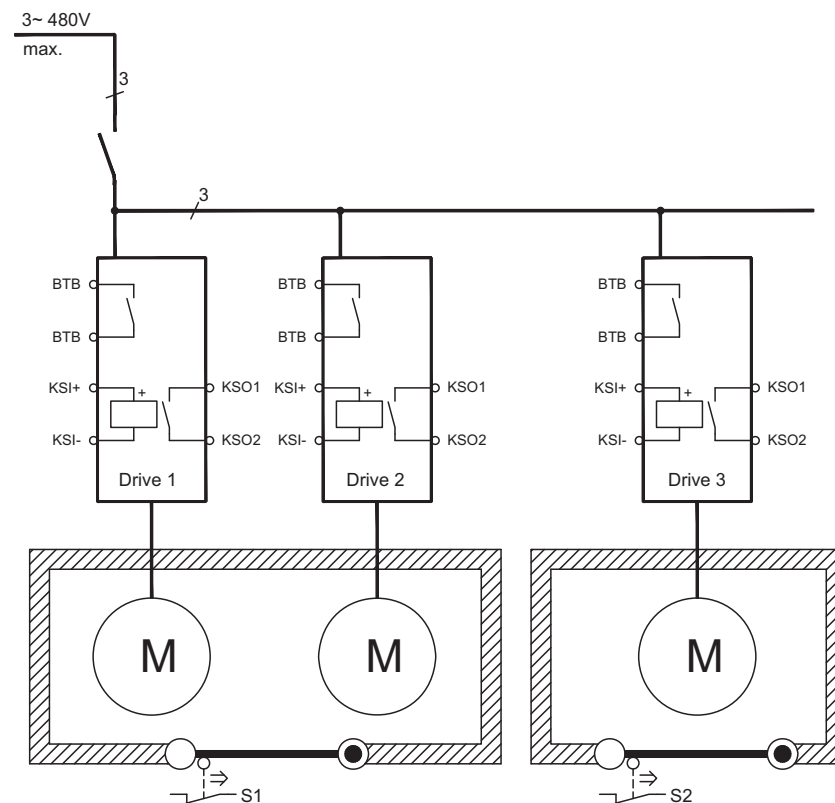 3~ 480V
max.
3
3
BTB
BTB
KSI+
+
KSO1
KSI-
KSO2
Drive 1
BTB
BTB
KSI+
+
KSO1
KSI-
KSO2
Drive 2
BTB
BTB
KSI+
+
KSO1
KSI-
KSO2
Drive 3
M
M
M
S1
S2